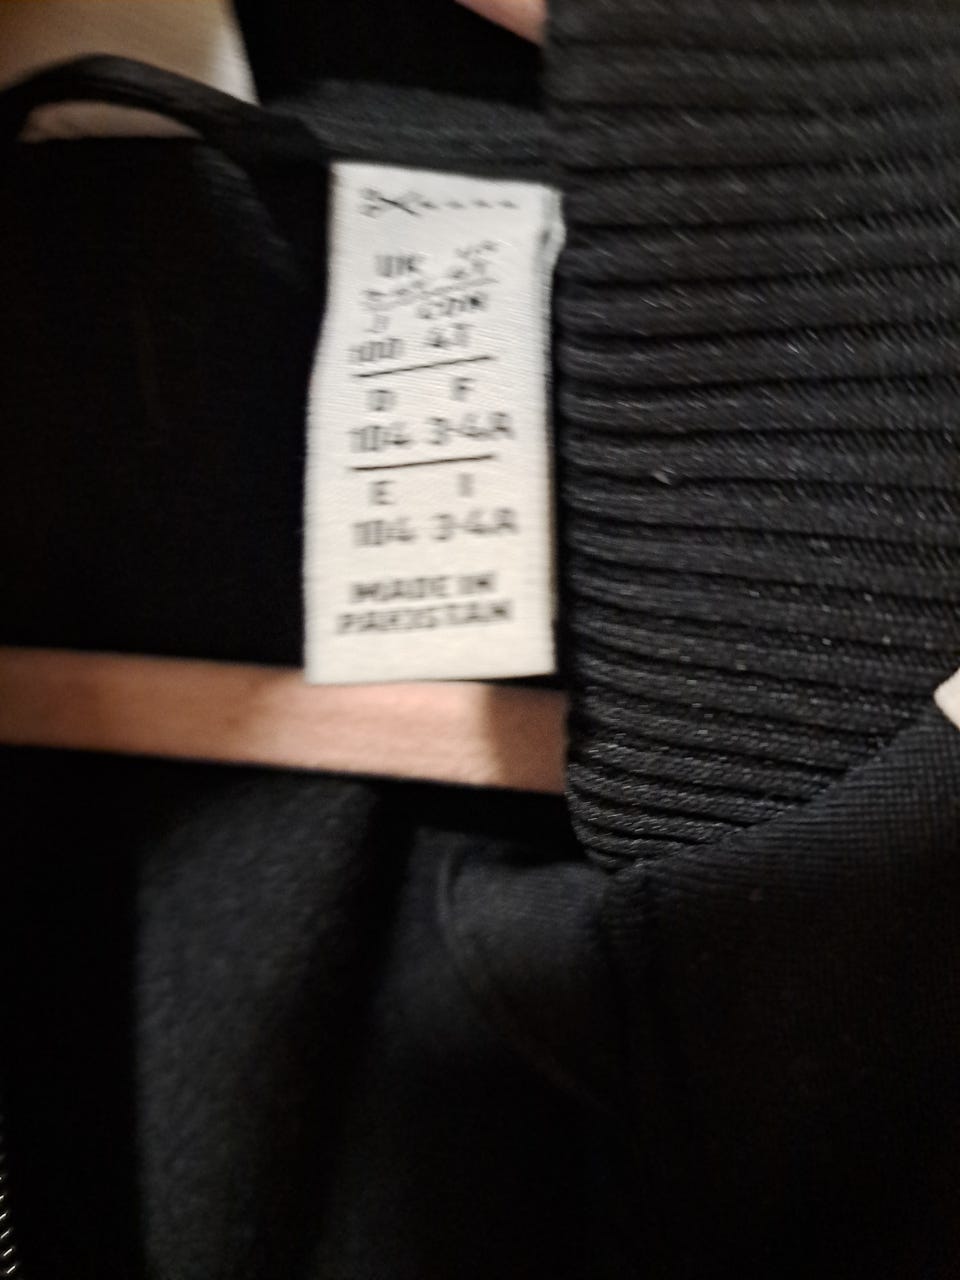 UK
J
100 4T
D F
104 3-4A
E I
104 3-4A
MADE IN
PAKISTAN